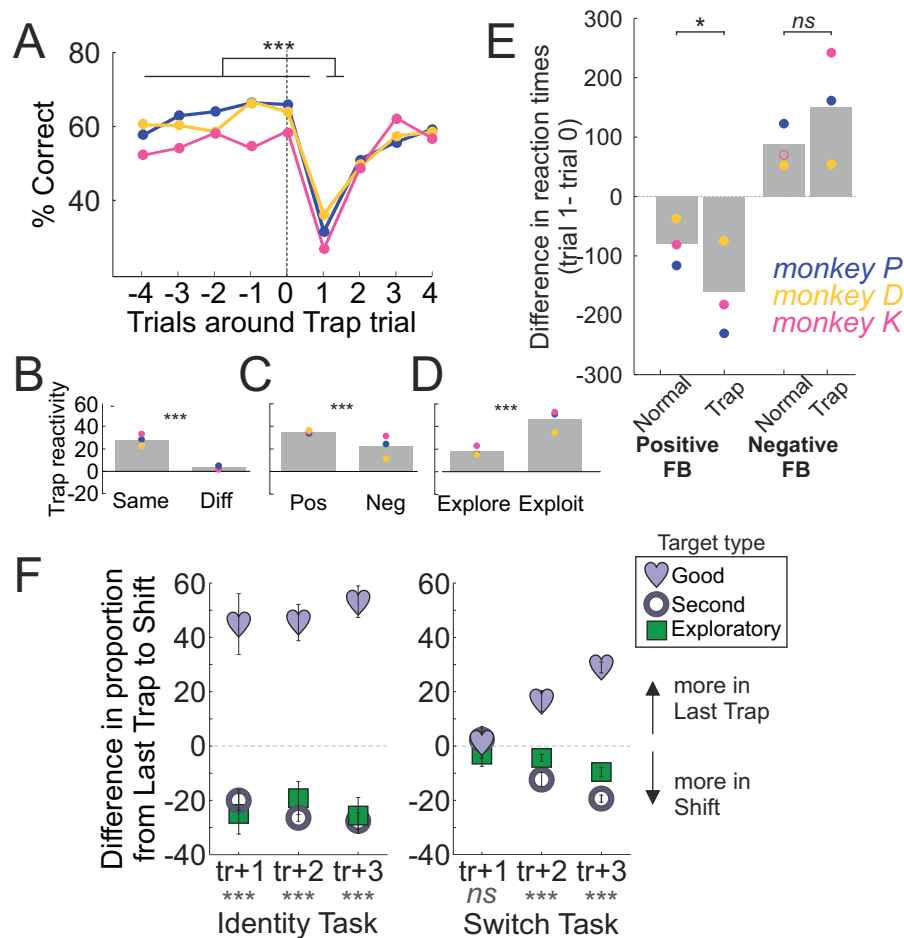 A
***
80
60
40
% Correct
-4 -3 -2 -1 0 1 2 3 4
Trials around Trap trial
E
300
200
100
0
-100
-200
-300
Difference in reaction times
(trial 1- trial 0)
*
ns
monkey P
monkey D
monkey K
Normal
Trap
Normal
Trap
Positive
FB
Negative
FB
B
Trap reactivity
60
40
20
0
-20
***
Same Diff
C
***
Pos Neg
D
***
Explore Exploit
F
Difference in proportion
from Last Trap to Shift
60
40
20
0
-20
-40
tr+1 tr+2 tr+3
*** *** ***
Identity Task
60
40
20
0
-20
-40
tr+1 tr+2 tr+3
ns *** ***
Switch Task
Target type
Good
Second
Exploratory
more in
Last Trap
more in
Shift